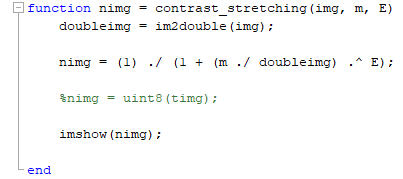 function nimg = contrast_stretching(img, m, E)
doubleimg = im2double(img);
nimg = (1) ./ (1 + (m ./ doubleimg) .^ E);
%nimg = uint8(timg);
imshow(nimg);
end